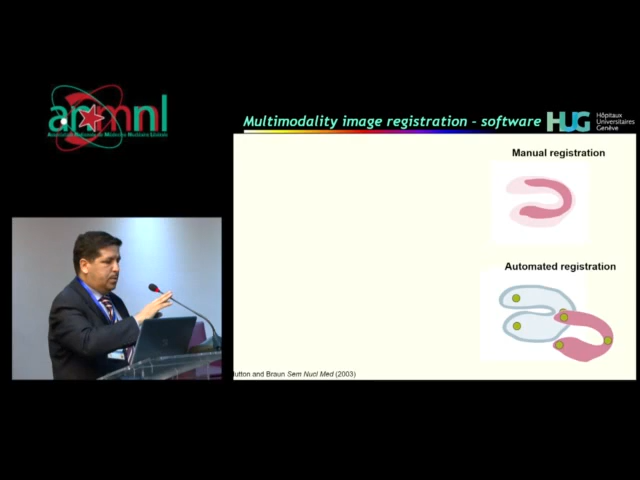 anmnl
Multimodality image registration – software
HUG
Hôpitaux
Universitaires
Genève
Manual registration
Automated registration
Hutton and Braun Sem Nucl Med (2003)